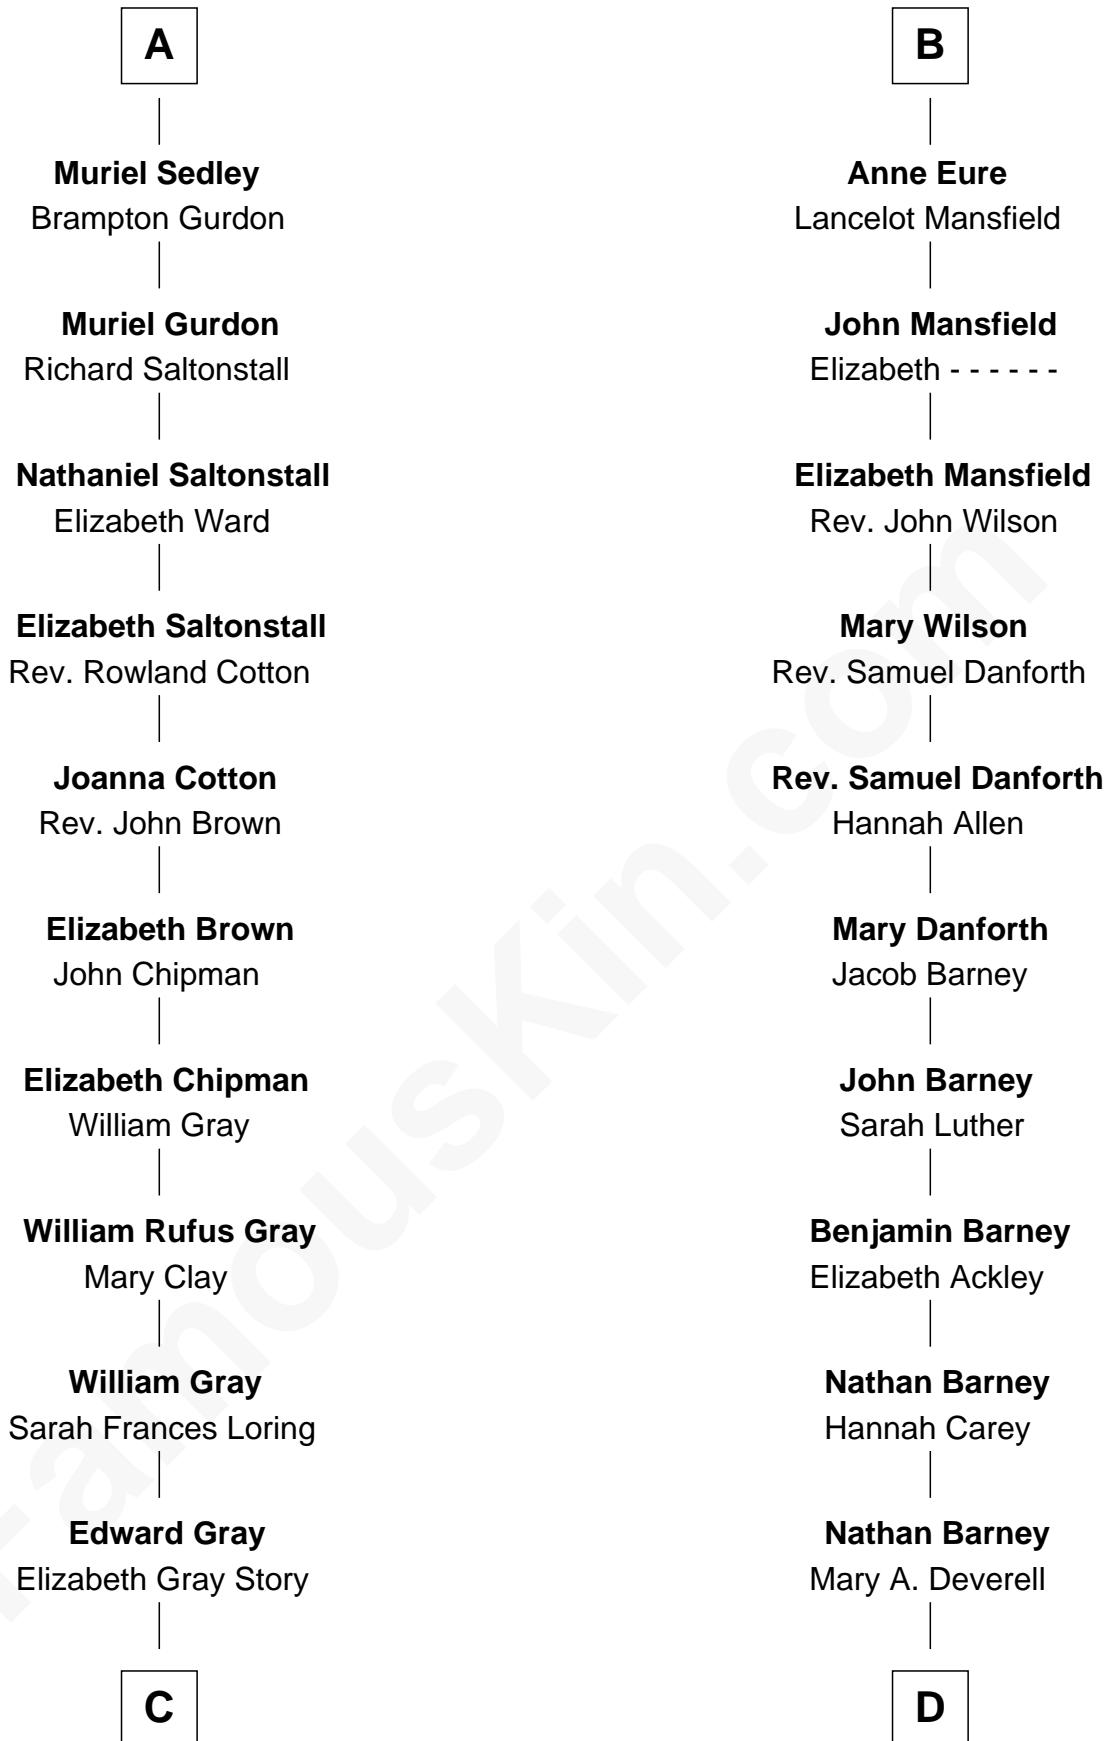 A
Muriel Sedley
Brampton Gurdon
Muriel Gurdon
Richard Saltonstall
Nathaniel Saltonstall
Elizabeth Ward
Elizabeth Saltonstall
Rev. Rowland Cotton
Joanna Cotton
Rev. John Brown
Elizabeth Brown
John Chipman
Elizabeth Chipman
William Gray
William Rufus Gray
Mary Clay
William Gray
Sarah Frances Loring
Edward Gray
Elizabeth Gray Story
C
B
Anne Eure
Lancelot Mansfield
John Mansfield
Elizabeth - - - - - -
Elizabeth Mansfield
Rev. John Wilson
Mary Wilson
Rev. Samuel Danforth
Rev. Samuel Danforth
Hannah Allen
Mary Danforth
Jacob Barney
John Barney
Sarah Luther
Benjamin Barney
Elizabeth Ackley
Nathan Barney
Hannah Carey
Nathan Barney
Mary A. Deverell
D
FamousKin.com